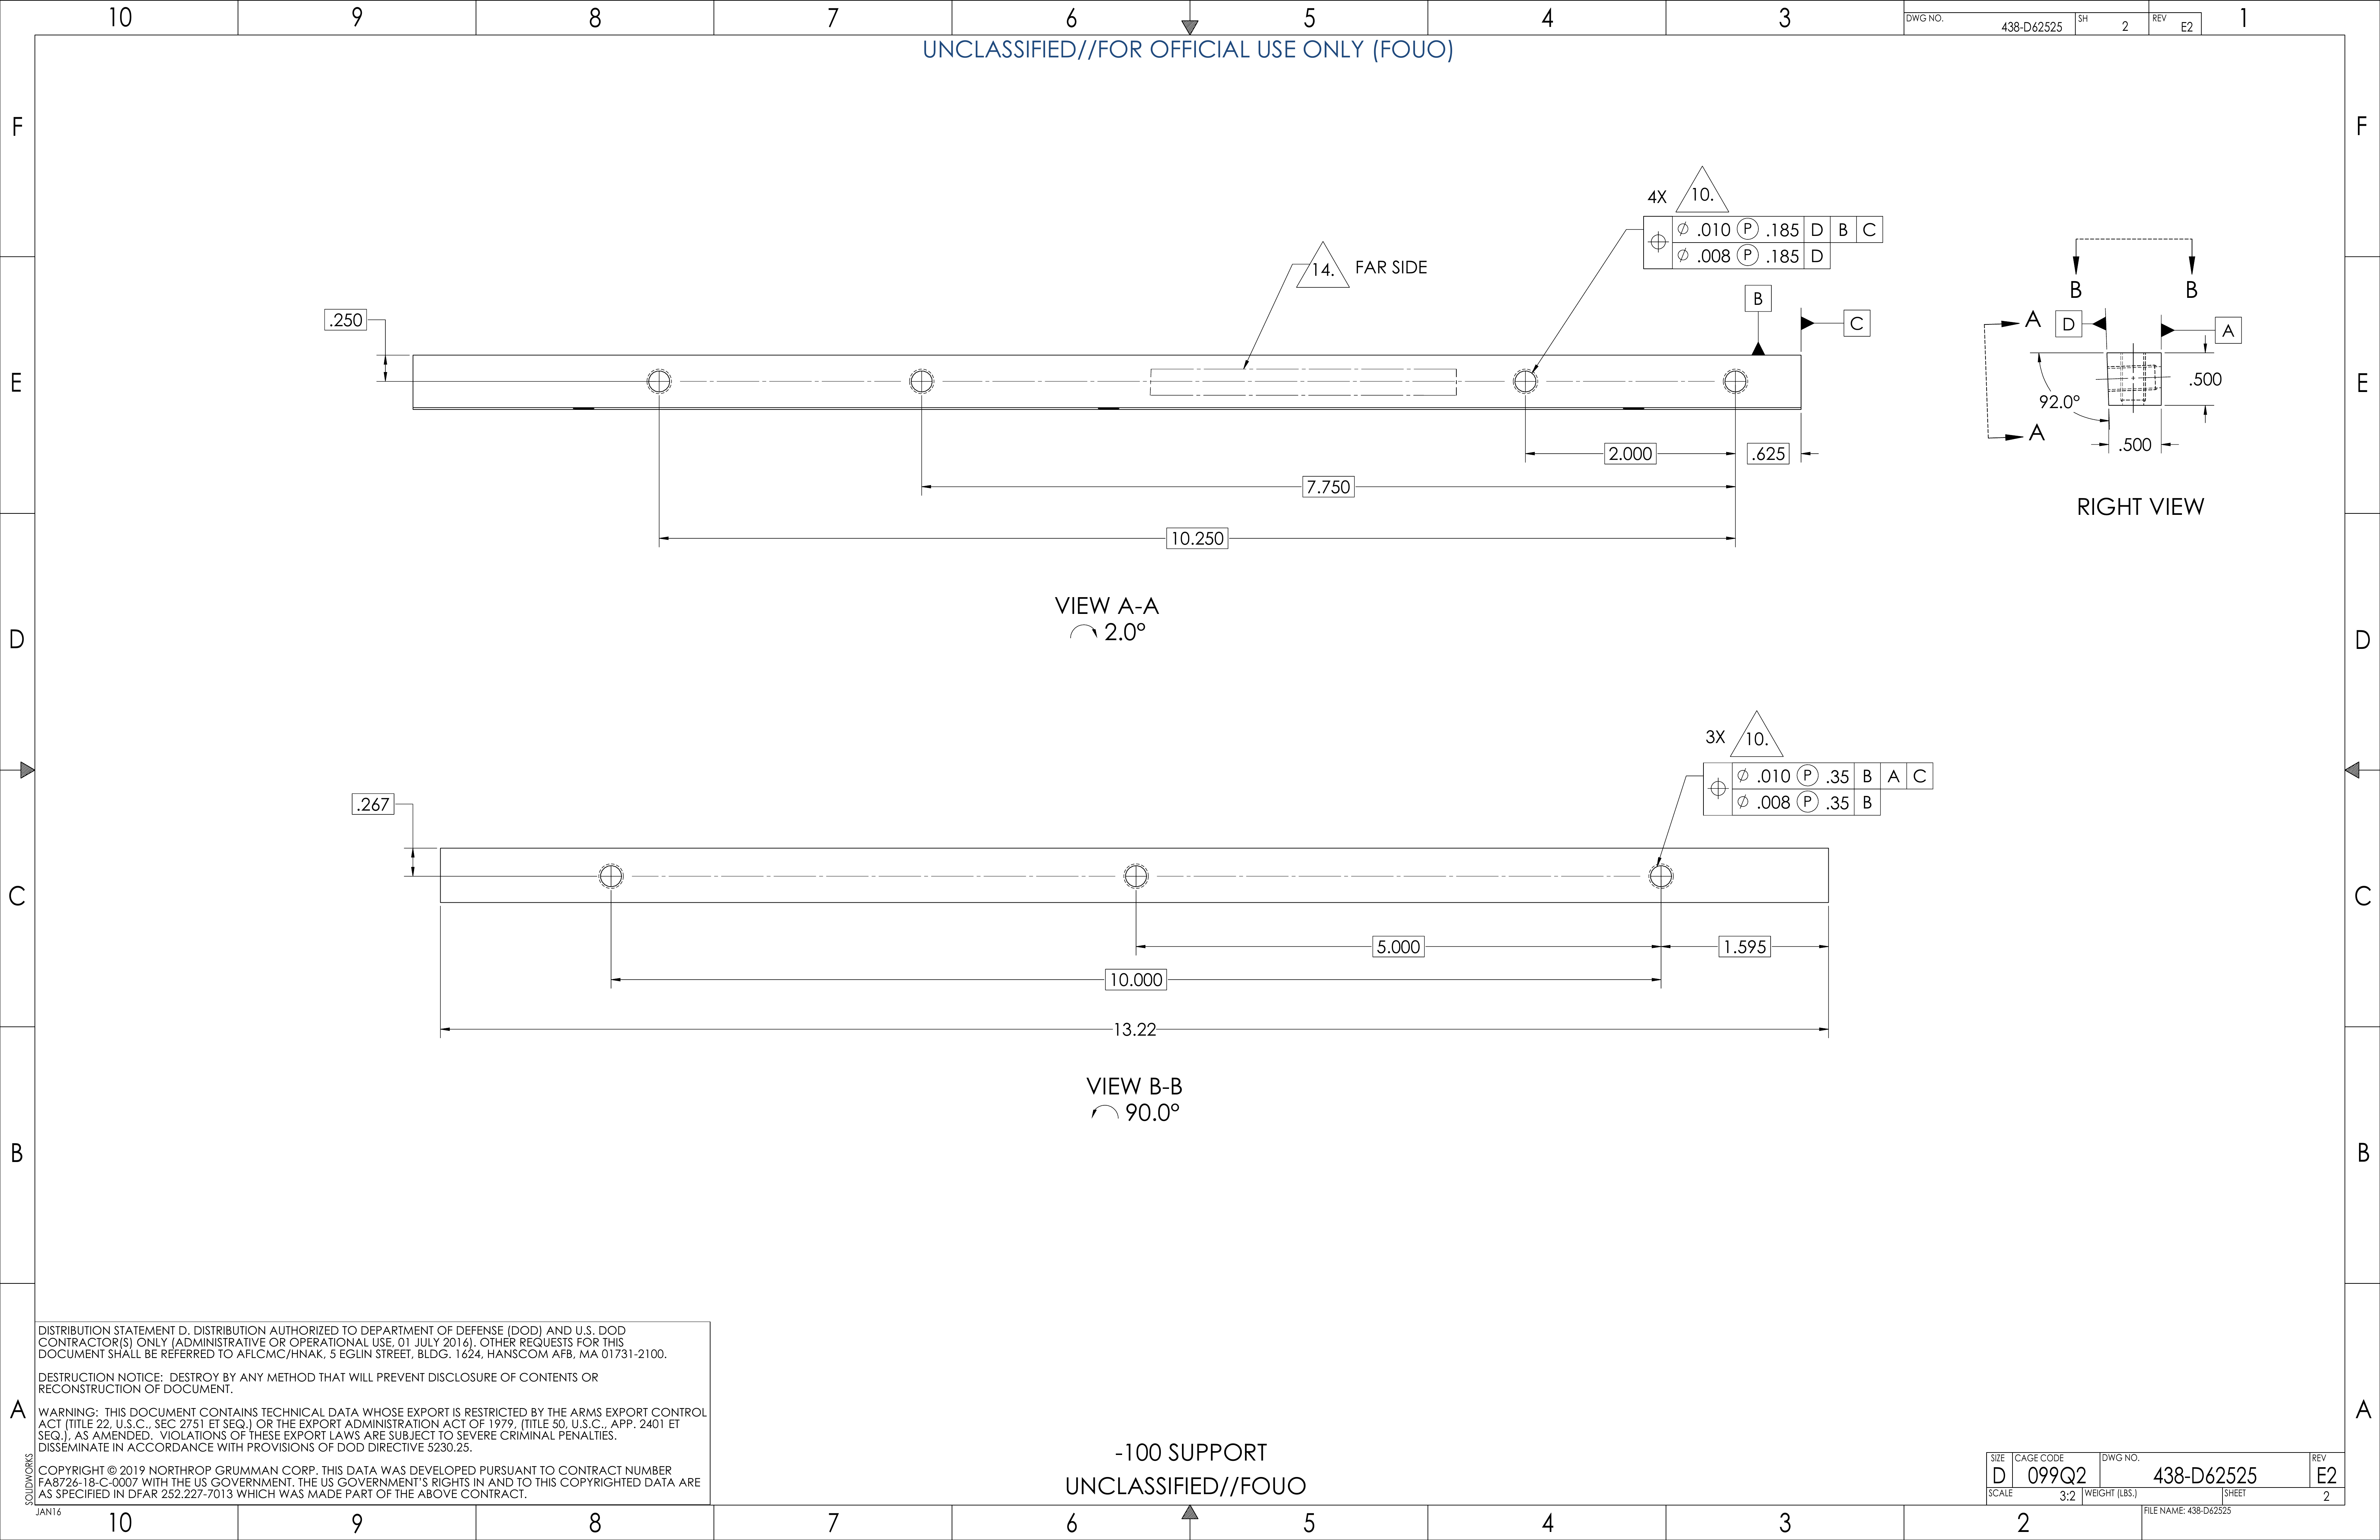 10 9 8 7 6 5 4 3 1
DWG NO. 438-D62525 SH 2 REV E2
UNCLASSIFIED//FOR OFFICIAL USE ONLY (FOUO)
F F
4X 10.
⌀ .010 Ⓟ .185 D B C
⌀ .008 Ⓟ .185 D
14. FAR SIDE
B B
B
C
A D A
.250
E E
.500
92.0°
A
.500
2.000 .625
7.750
RIGHT VIEW
10.250
VIEW A-A
2.0°
D D
3X 10.
⌀ .010 Ⓟ .35 B A C
⌀ .008 Ⓟ .35 B
.267
C C
5.000 1.595
10.000
13.22
VIEW B-B
90.0°
B B
DISTRIBUTION STATEMENT D. DISTRIBUTION AUTHORIZED TO DEPARTMENT OF DEFENSE (DOD) AND U.S. DOD
CONTRACTOR(S) ONLY (ADMINISTRATIVE OR OPERATIONAL USE, 01 JULY 2016). OTHER REQUESTS FOR THIS
DOCUMENT SHALL BE REFERRED TO AFLCMC/HNAK, 5 EGLIN STREET, BLDG. 1624, HANSCOM AFB, MA 01731-2100.
DESTRUCTION NOTICE: DESTROY BY ANY METHOD THAT WILL PREVENT DISCLOSURE OF CONTENTS OR
RECONSTRUCTION OF DOCUMENT.
A A
WARNING: THIS DOCUMENT CONTAINS TECHNICAL DATA WHOSE EXPORT IS RESTRICTED BY THE ARMS EXPORT CONTROL
ACT (TITLE 22, U.S.C., SEC 2751 ET SEQ.) OR THE EXPORT ADMINISTRATION ACT OF 1979, (TITLE 50, U.S.C., APP. 2401 ET
SEQ.), AS AMENDED. VIOLATIONS OF THESE EXPORT LAWS ARE SUBJECT TO SEVERE CRIMINAL PENALTIES.
DISSEMINATE IN ACCORDANCE WITH PROVISIONS OF DOD DIRECTIVE 5230.25.
COPYRIGHT © 2019 NORTHROP GRUMMAN CORP. THIS DATA WAS DEVELOPED PURSUANT TO CONTRACT NUMBER
FA8726-18-C-0007 WITH THE US GOVERNMENT. THE US GOVERNMENT'S RIGHTS IN AND TO THIS COPYRIGHTED DATA ARE
AS SPECIFIED IN DFAR 252.227-7013 WHICH WAS MADE PART OF THE ABOVE CONTRACT.
SOLIDWORKS
JAN16
-100 SUPPORT
UNCLASSIFIED//FOUO
SIZE D CAGE CODE 099Q2 DWG NO. 438-D62525 REV E2
SCALE 3:2 WEIGHT (LBS.) SHEET 2
FILE NAME: 438-D62525
10 9 8 7 6 5 4 3 2